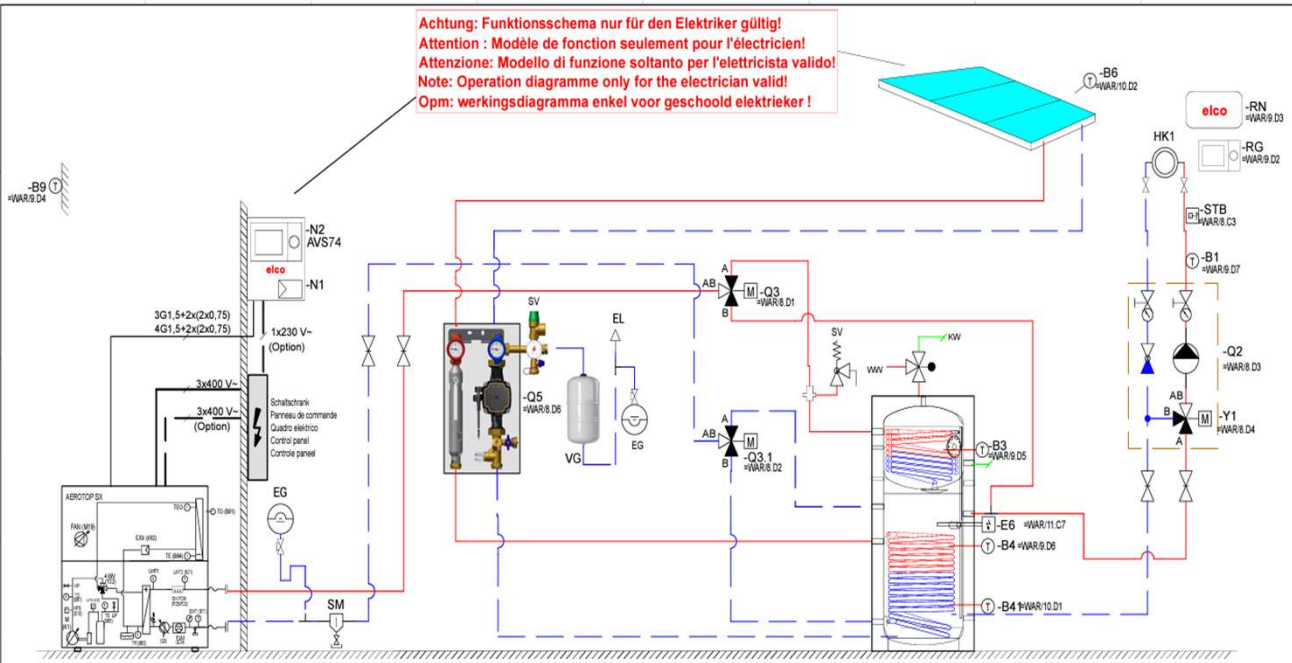 Achtung: Funktionsschema nur für den Elektriker gültig!
Attention : Modèle de fonction seulement pour l'électricien!
Attenzione: Modello di funzione soltanto per l'elettricista valido!
Note: Operation diagramme only for the electrician valid!
Opm: werkingsdiagramma enkel voor geschoold elektrieker !
-B6
=WAR/10.D2
elco
-RN
=WAR/9.D3
HK1
-RG
=WAR/9.D2
-B9
=WAR/9.D4
-STB
=WAR/8.C3
-N2
AVS74
elco
-N1
-B1
=WAR/9.D7
A
AB
M
-Q3
=WAR/8.D1
B
3G1,5+2x(2x0,75)
4G1,5+2x(2x0,75)
1x230 V~
(Option)
SV
EL
SV
KW
WW
-Q2
=WAR/8.D3
3x400 V~
3x400 V~
(Option)
Schaltschrank
Panneau de commande
Quadro elektrico
Control panel
Controle paneel
-Q5
=WAR/8.D6
VG
EG
AB
B
M
-Y1
=WAR/8.D4
A
A
AB
M
-Q3.1
=WAR/8.D2
B
-B3
=WAR/9.D5
AEROTOP SX
FAN (M19)
EG
-E6
=WAR/11.C7
-B4
=WAR/9.D6
SM
-B41
=WAR/10.D1